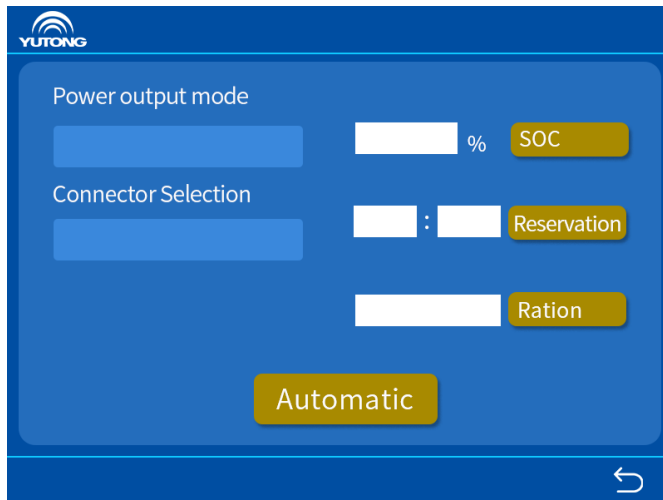 YUTONG
Power output mode
% SOC
Connector Selection
: Reservation
Ration
Automatic